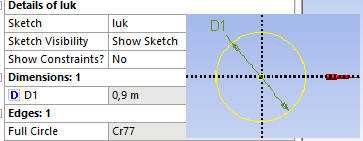 Details of luk
Sketch luk
Sketch Visibility Show Sketch
Show Constraints? No
Dimensions: 1
D D1 0,9 m
Edges: 1
Full Circle Cr77
D1